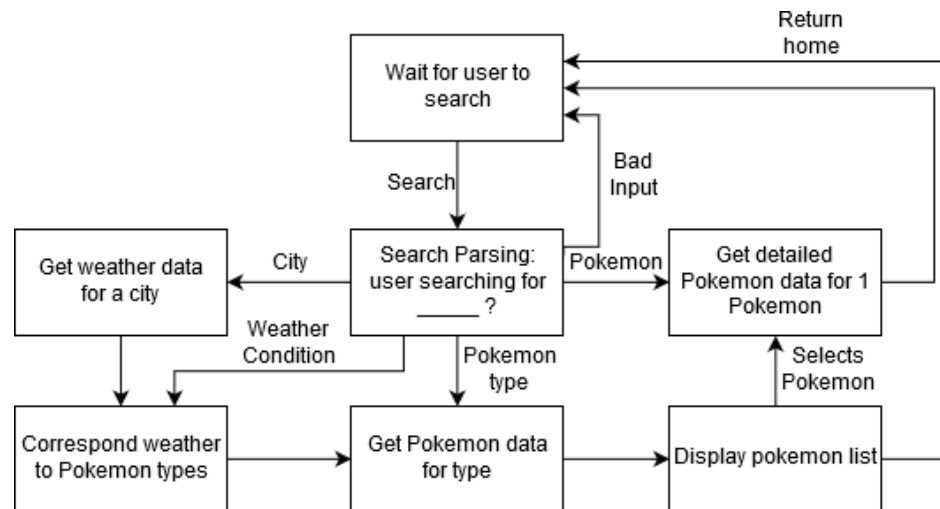 Return
home
Wait for user to
search
Bad
Input
Search
Get weather data
for a city
City
Search Parsing:
user searching for
_____ ?
Pokemon
Get detailed
Pokemon data for 1
Pokemon
Weather
Condition
Pokemon
type
Selects
Pokemon
Correspond weather
to Pokemon types
Get Pokemon data
for type
Display pokemon list